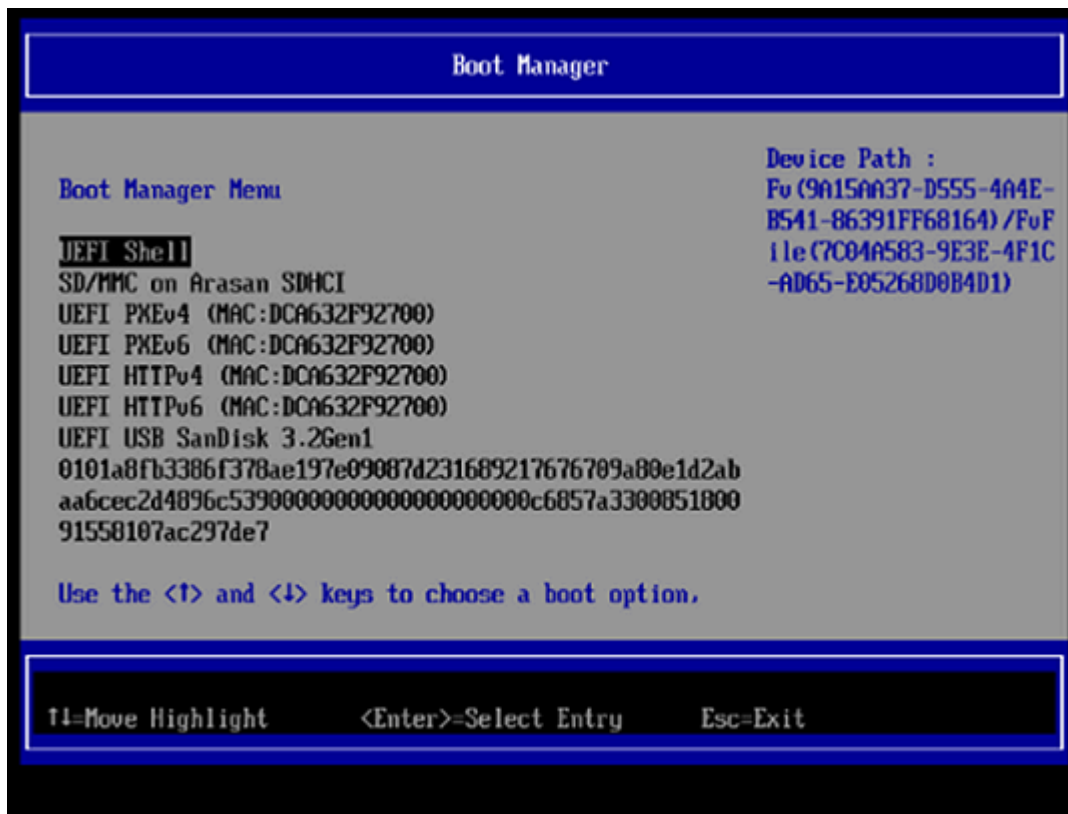 Boot Manager
Boot Manager Menu
UEFI Shell
SD/MMC on Arasan SDHCI
UEFI PXEv4 (MAC:DCA632F92700)
UEFI PXEv6 (MAC:DCA632F92700)
UEFI HTTPv4 (MAC:DCA632F92700)
UEFI HTTPv6 (MAC:DCA632F92700)
UEFI USB SanDisk 3.2Gen1
0101a8fb3386f378ae197e09087d231689217676709a80e1d2ab
aa6cec2d4896c53900000000000000000000c6857a3300851800
91558107ac297de7
Use the <↑> and <↓> keys to choose a boot option.
Device Path :
Fv(9A15AA37-D555-4A4E-
B541-86391FF68164)/FvF
ile(7C04A583-9E3E-4F1C
-AD65-E05268D0B4D1)
↑↓=Move Highlight <Enter>=Select Entry Esc=Exit